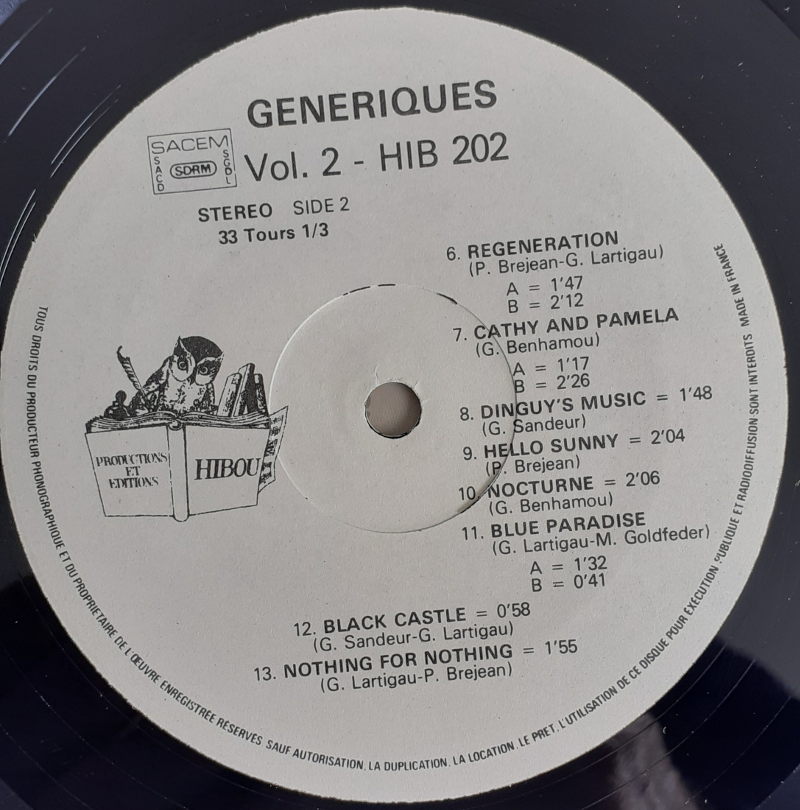 GENERIQUES
SACEM
SACD
SDRM
SGDL
Vol. 2 - HIB 202
STEREO SIDE 2
33 Tours 1/3
6. REGENERATION
(P. Brejean-G. Lartigau)
A = 1'47
B = 2'12
7. CATHY AND PAMELA
(G. Benhamou)
A = 1'17
B = 2'26
8. DINGUY'S MUSIC = 1'48
(G. Sandeur)
9. HELLO SUNNY = 2'04
(P. Brejean)
10. NOCTURNE = 2'06
(G. Benhamou)
11. BLUE PARADISE
(G. Lartigau-M. Goldfeder)
A = 1'32
B = 0'41
12. BLACK CASTLE = 0'58
(G. Sandeur-G. Lartigau)
13. NOTHING FOR NOTHING = 1'55
(G. Lartigau-P. Brejean)
PRODUCTIONS
ET
EDITIONS
HIBOU
TOUS DROITS DU PRODUCTEUR PHONOGRAPHIQUE ET DU PROPRIETAIRE DE L'ŒUVRE ENREGISTREE RESERVES SAUF AUTORISATION, LA DUPLICATION, LA LOCATION, LE PRET, L'UTILISATION DE CE DISQUE POUR EXECUTION PUBLIQUE ET RADIODIFFUSION SONT INTERDITS MADE IN FRANCE